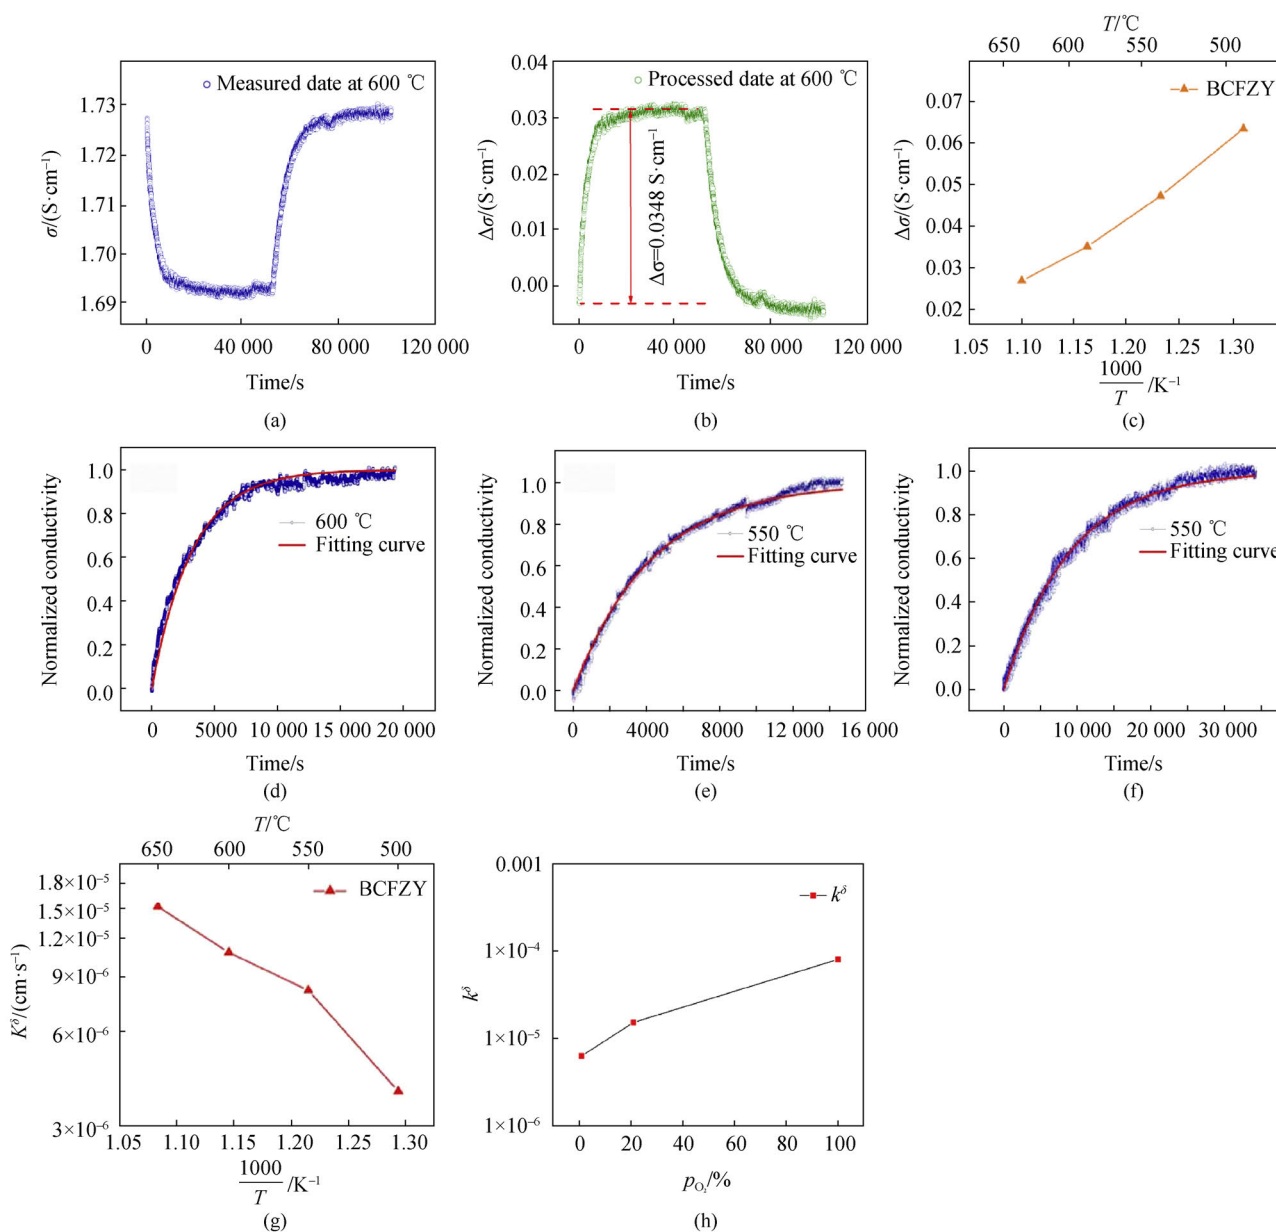 σ/(S·cm⁻¹)
1.73
1.72
1.71
1.70
1.69
Measured date at 600 ℃
0 40 000 80 000 120 000
Time/s
(a)
Δσ/(S·cm⁻¹)
0.04
0.03
0.02
0.01
0.00
Processed date at 600 ℃
Δσ=0.0348 S·cm⁻¹
0 40 000 80 000 120 000
Time/s
(b)
T/℃
650 600 550 500
Δσ/(S·cm⁻¹)
0.07
0.06
0.05
0.04
0.03
0.02
BCFZY
1.05 1.10 1.20 1.25 1.30
1000/T /K⁻¹
(c)
Normalized conductivity
1.0
0.8
0.6
0.4
0.2
0.0
600 ℃
Fitting curve
0 5000 10 000 15 000 20 000
Time/s
(d)
Normalized conductivity
1.0
0.8
0.6
0.4
0.2
0.0
550 ℃
Fitting curve
0 4000 8000 12 000 16 000
Time/s
(e)
Normalized conductivity
1.0
0.8
0.6
0.4
0.2
0.0
550 ℃
Fitting curve
0 10 000 20 000 30 000
Time/s
(f)
T/℃
650 600 550 500
K^δ/(cm·s⁻¹)
1.8×10⁻⁵
1.5×10⁻⁵
1.2×10⁻⁵
9×10⁻⁶
6×10⁻⁶
3×10⁻⁶
BCFZY
1.05 1.10 1.20 1.25 1.30
1000/T /K⁻¹
(g)
k^δ
0.001
1×10⁻⁴
1×10⁻⁵
1×10⁻⁶
k^δ
0 20 40 60 80 100
p_O₂/%
(h)